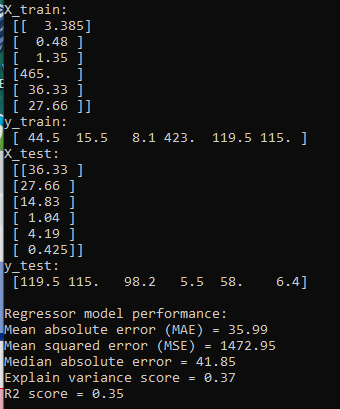 X_train:
[[ 3.385]
[ 0.48 ]
[ 1.35 ]
[465. ]
[ 36.33 ]
[ 27.66 ]]
y_train:
[ 44.5 15.5 8.1 423. 119.5 115. ]
X_test:
[[36.33 ]
[27.66 ]
[14.83 ]
[ 1.04 ]
[ 4.19 ]
[ 0.425]]
y_test:
[119.5 115. 98.2 5.5 58. 6.4]
Regressor model performance:
Mean absolute error (MAE) = 35.99
Mean squared error (MSE) = 1472.95
Median absolute error = 41.85
Explain variance score = 0.37
R2 score = 0.35